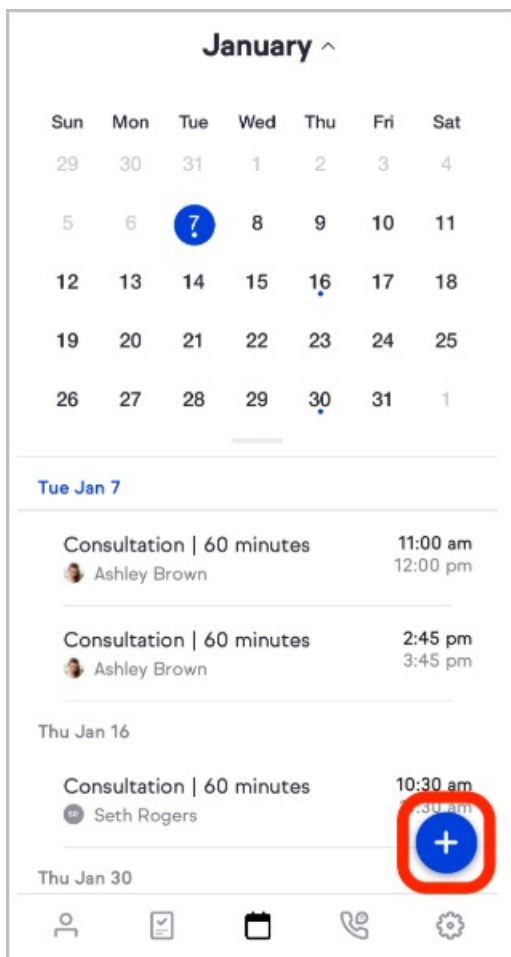 January
Sun Mon Tue Wed Thu Fri Sat
29 30 31 1 2 3 4
5 6 7 8 9 10 11
12 13 14 15 16 17 18
19 20 21 22 23 24 25
26 27 28 29 30 31 1
Tue Jan 7
Consultation | 60 minutes 11:00 am
Ashley Brown 12:00 pm
Consultation | 60 minutes 2:45 pm
Ashley Brown 3:45 pm
Thu Jan 16
Consultation | 60 minutes 10:30 am
SR Seth Rogers
Thu Jan 30